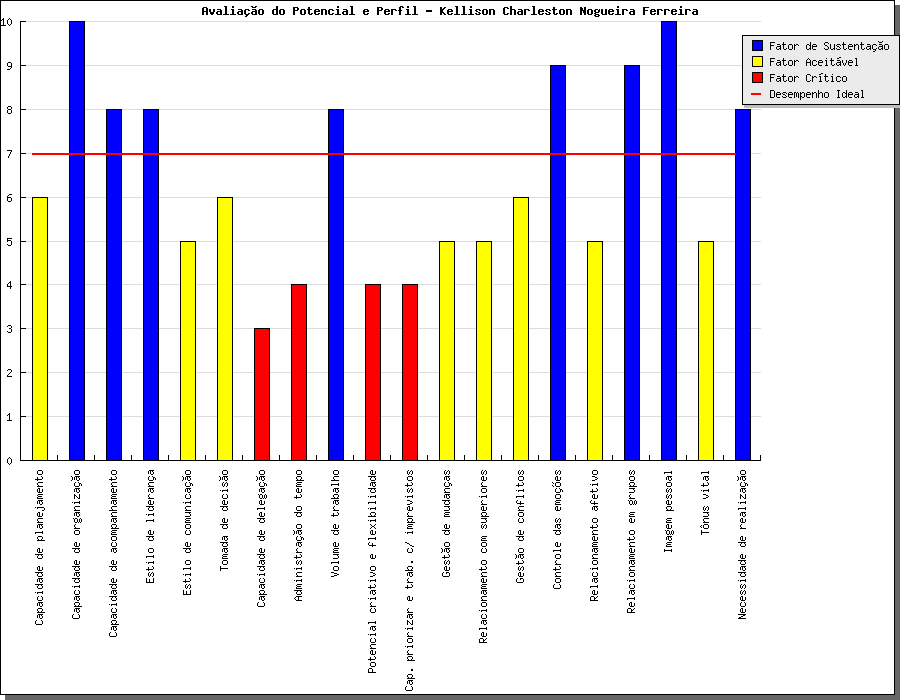 Avaliação do Potencial e Perfil - Kellison Charleston Nogueira Ferreira
Fator de Sustentação
Fator Aceitável
Fator Crítico
Desempenho Ideal
10
9
8
7
6
5
4
3
2
1
0
Capacidade de planejamento
Capacidade de organização
Capacidade de acompanhamento
Estilo de liderança
Estilo de comunicação
Tomada de decisão
Capacidade de delegação
Administração do tempo
Volume de trabalho
Potencial criativo e flexibilidade
Cap. priorizar e trab. c/ imprevistos
Gestão de mudanças
Relacionamento com superiores
Gestão de conflitos
Controle das emoções
Relacionamento afetivo
Relacionamento em grupos
Imagem pessoal
Tônus vital
Necessidade de realização